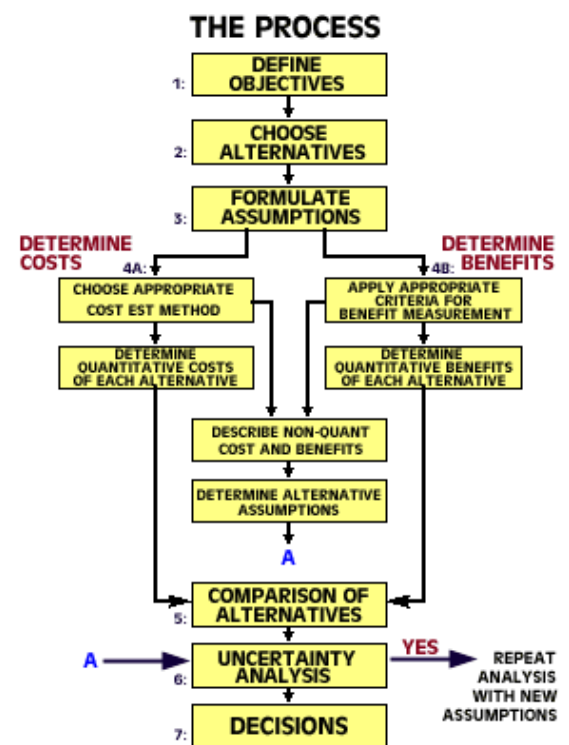 THE PROCESS
DEFINE
1: OBJECTIVES
CHOOSE
2: ALTERNATIVES
FORMULATE
3: ASSUMPTIONS
DETERMINE
COSTS
DETERMINE
BENEFITS
4A:
CHOOSE APPROPRIATE
COST EST METHOD
4B:
APPLY APPROPRIATE
CRITERIA FOR
BENEFIT MEASUREMENT
DETERMINE
QUANTITATIVE COSTS
OF EACH ALTERNATIVE
DETERMINE
QUANTITATIVE BENEFITS
OF EACH ALTERNATIVE
DESCRIBE NON-QUANT
COST AND BENEFITS
DETERMINE ALTERNATIVE
ASSUMPTIONS
A
COMPARISON OF
ALTERNATIVES
5:
A
UNCERTAINTY
ANALYSIS
6:
YES
REPEAT
ANALYSIS
WITH NEW
ASSUMPTIONS
7: DECISIONS